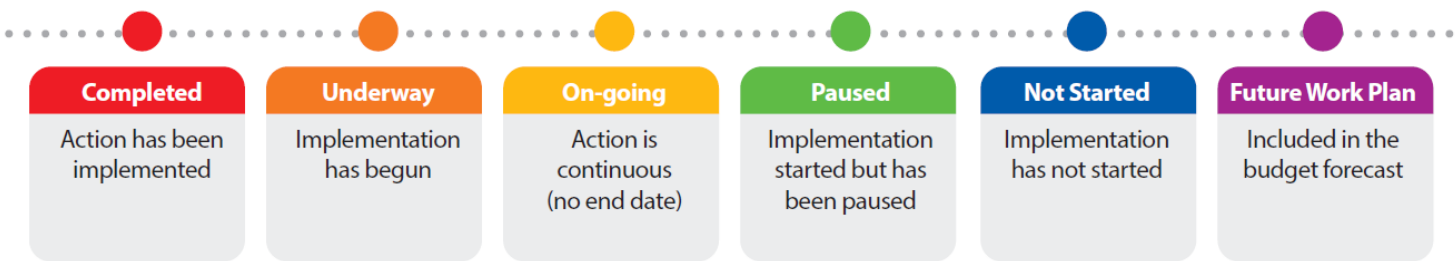 Completed
Action has been
implemented
Underway
Implementation
has begun
On-going
Action is
continuous
(no end date)
Paused
Implementation
started but has
been paused
Not Started
Implementation
has not started
Future Work Plan
Included in the
budget forecast